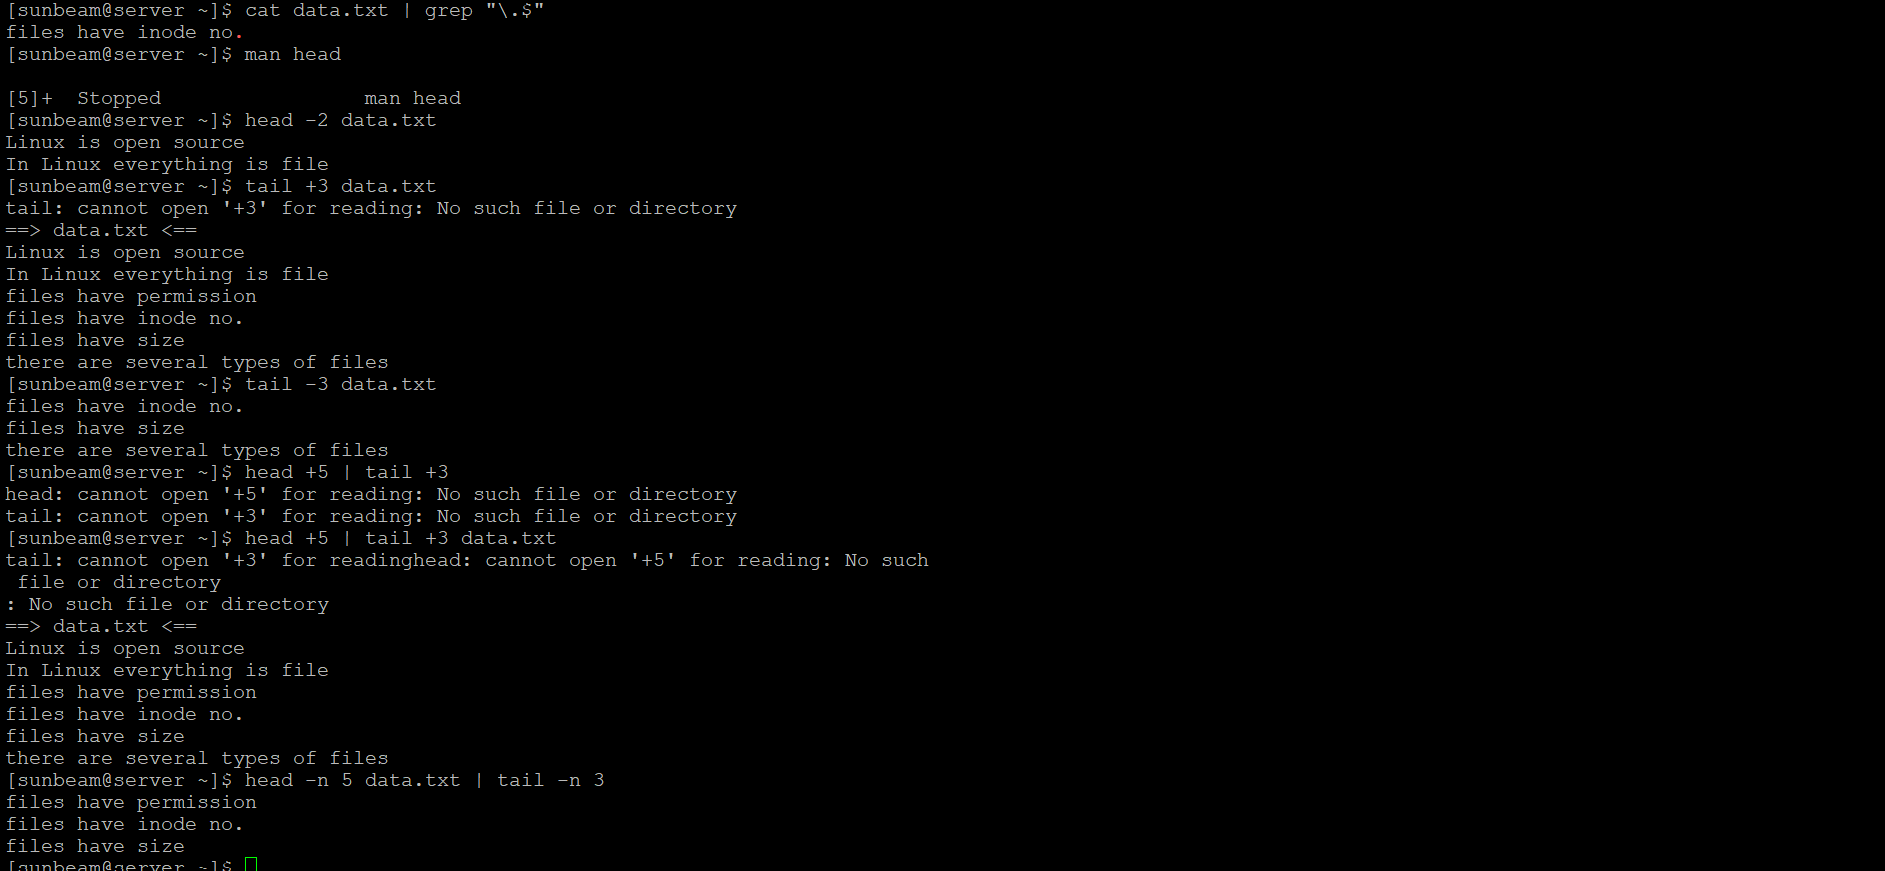 [sunbeam@server ~]$ cat data.txt | grep "\.$"
files have inode no.
[sunbeam@server ~]$ man head
[5]+  Stopped                 man head
[sunbeam@server ~]$ head -2 data.txt
Linux is open source
In Linux everything is file
[sunbeam@server ~]$ tail +3 data.txt
tail: cannot open '+3' for reading: No such file or directory
==> data.txt <==
Linux is open source
In Linux everything is file
files have permission
files have inode no.
files have size
there are several types of files
[sunbeam@server ~]$ tail -3 data.txt
files have inode no.
files have size
there are several types of files
[sunbeam@server ~]$ head +5 | tail +3
head: cannot open '+5' for reading: No such file or directory
tail: cannot open '+3' for reading: No such file or directory
[sunbeam@server ~]$ head +5 | tail +3 data.txt
tail: cannot open '+3' for readinghead: cannot open '+5' for reading: No such
 file or directory
: No such file or directory
==> data.txt <==
Linux is open source
In Linux everything is file
files have permission
files have inode no.
files have size
there are several types of files
[sunbeam@server ~]$ head -n 5 data.txt | tail -n 3
files have permission
files have inode no.
files have size
[sunbeam@server ~]$